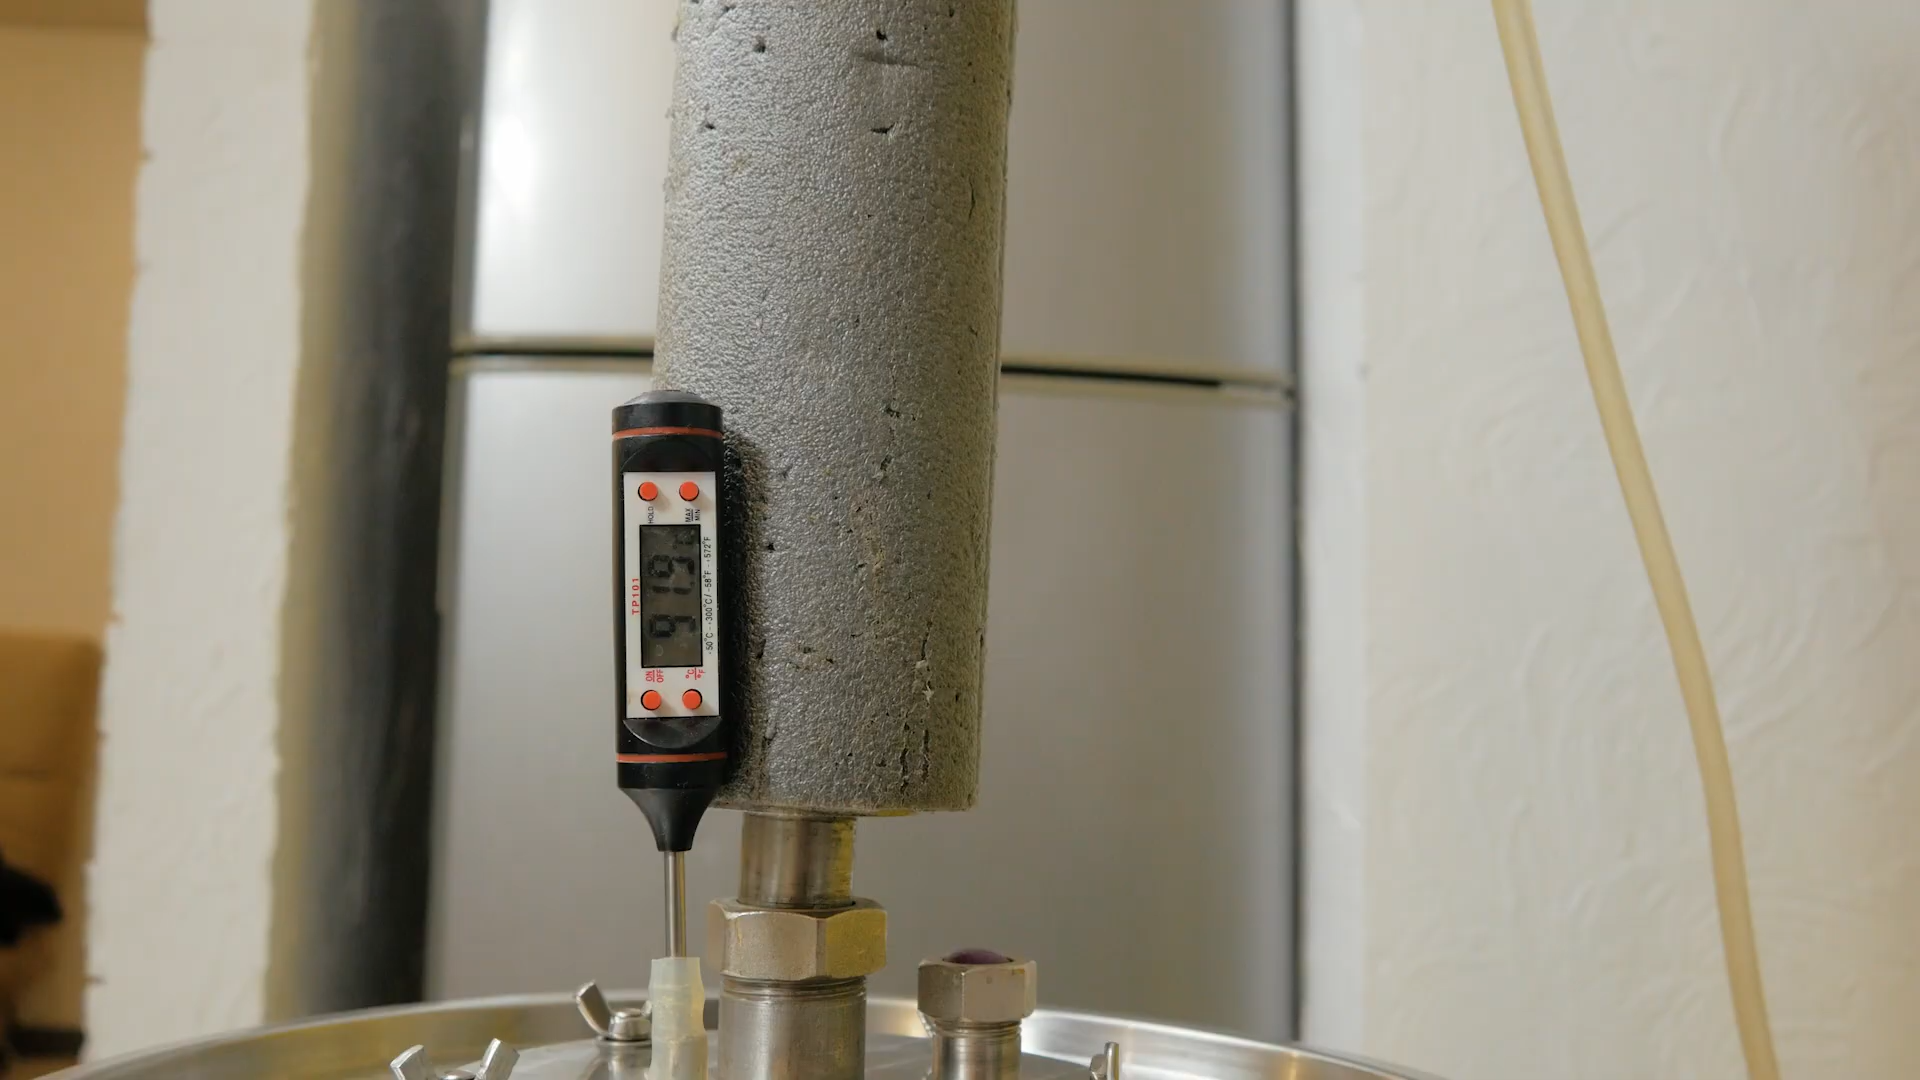 HOLD
MAX
MIN
TP101
91.9
-50°C~+300°C/-58°F~+572°F
ON
OFF
°C
°F